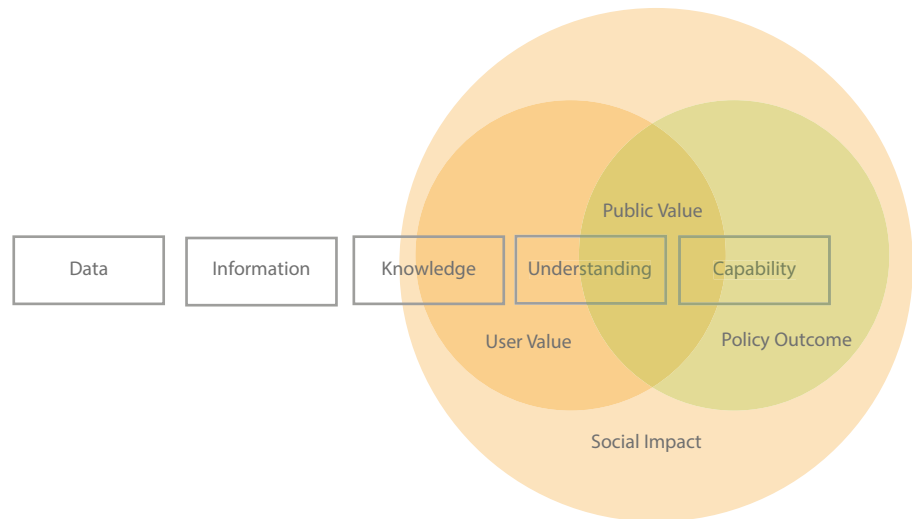 Public Value
Data
Information
Knowledge
Understanding
Capability
User Value
Policy Outcome
Social Impact